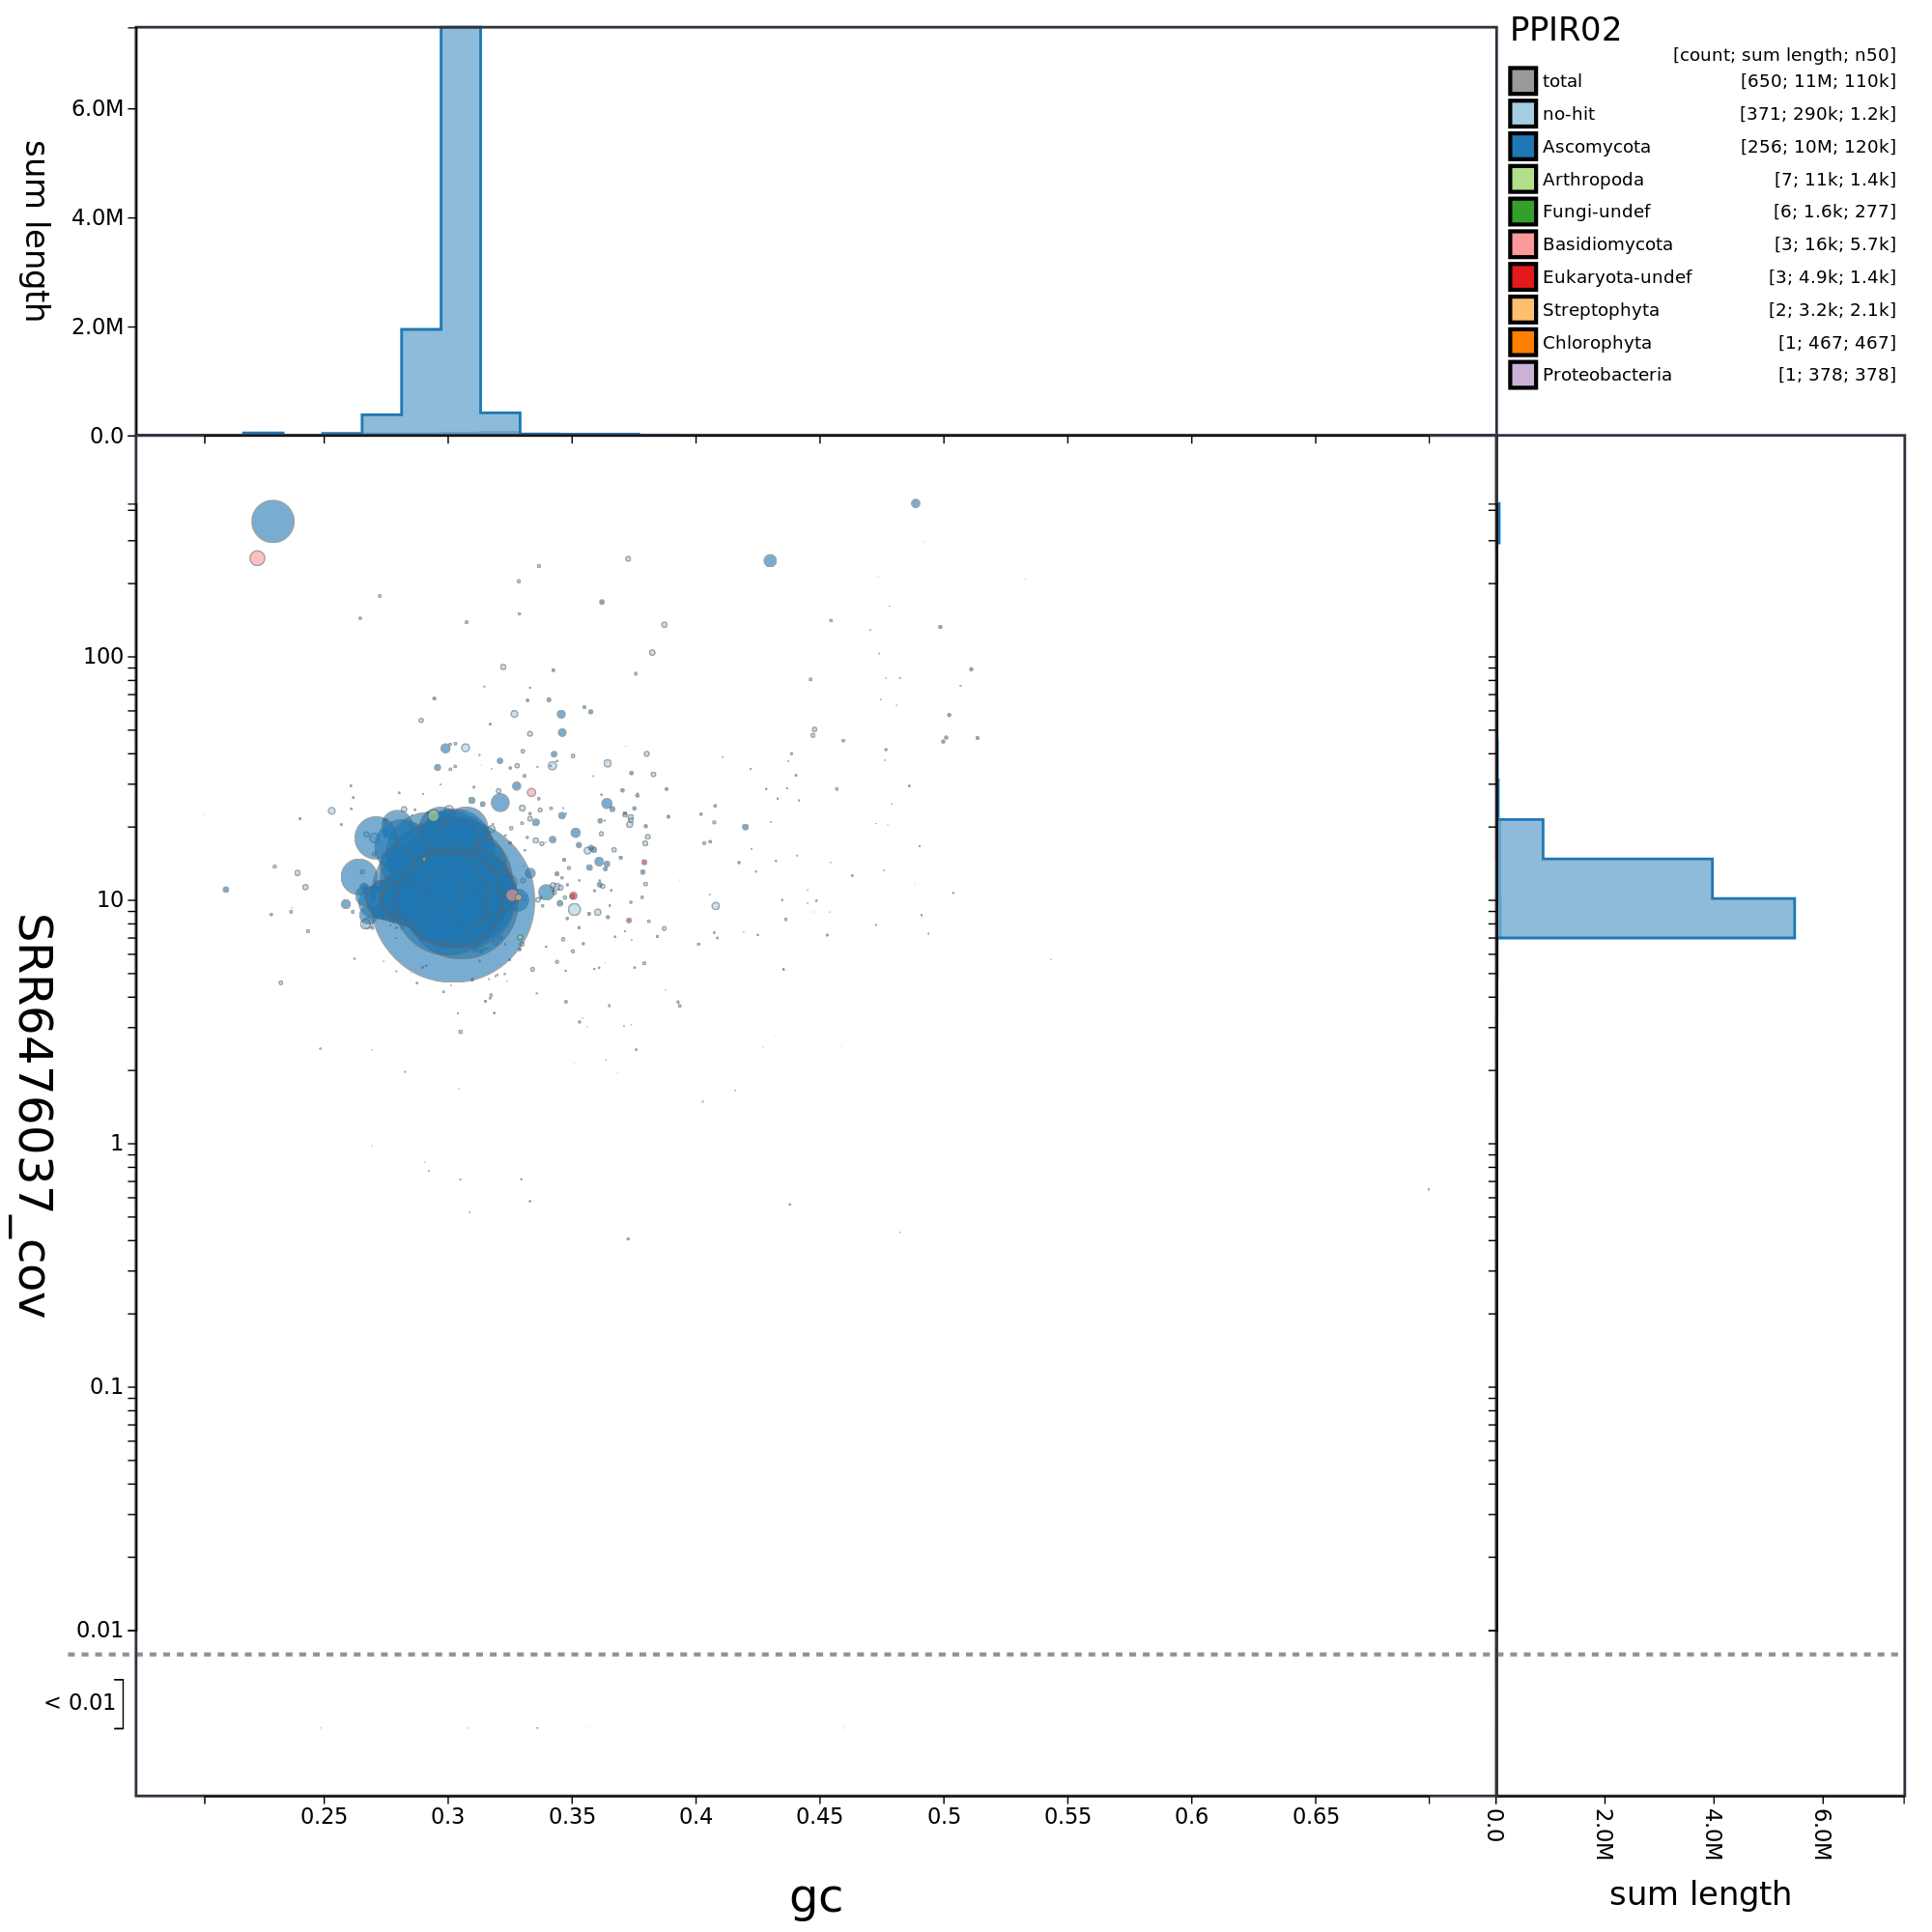 PPIR02
[count; sum length; n50]
total [650; 11M; 110k]
no-hit [371; 290k; 1.2k]
Ascomycota [256; 10M; 120k]
Arthropoda [7; 11k; 1.4k]
Fungi-undef [6; 1.6k; 277]
Basidiomycota [3; 16k; 5.7k]
Eukaryota-undef [3; 4.9k; 1.4k]
Streptophyta [2; 3.2k; 2.1k]
Chlorophyta [1; 467; 467]
Proteobacteria [1; 378; 378]
sum length
6.0M
4.0M
2.0M
0.0
SRR6476037_cov
100
10
1
0.1
0.01
< 0.01
0.25 0.3 0.35 0.4 0.45 0.5 0.55 0.6 0.65
gc
0.0 2.0M 4.0M 6.0M
sum length